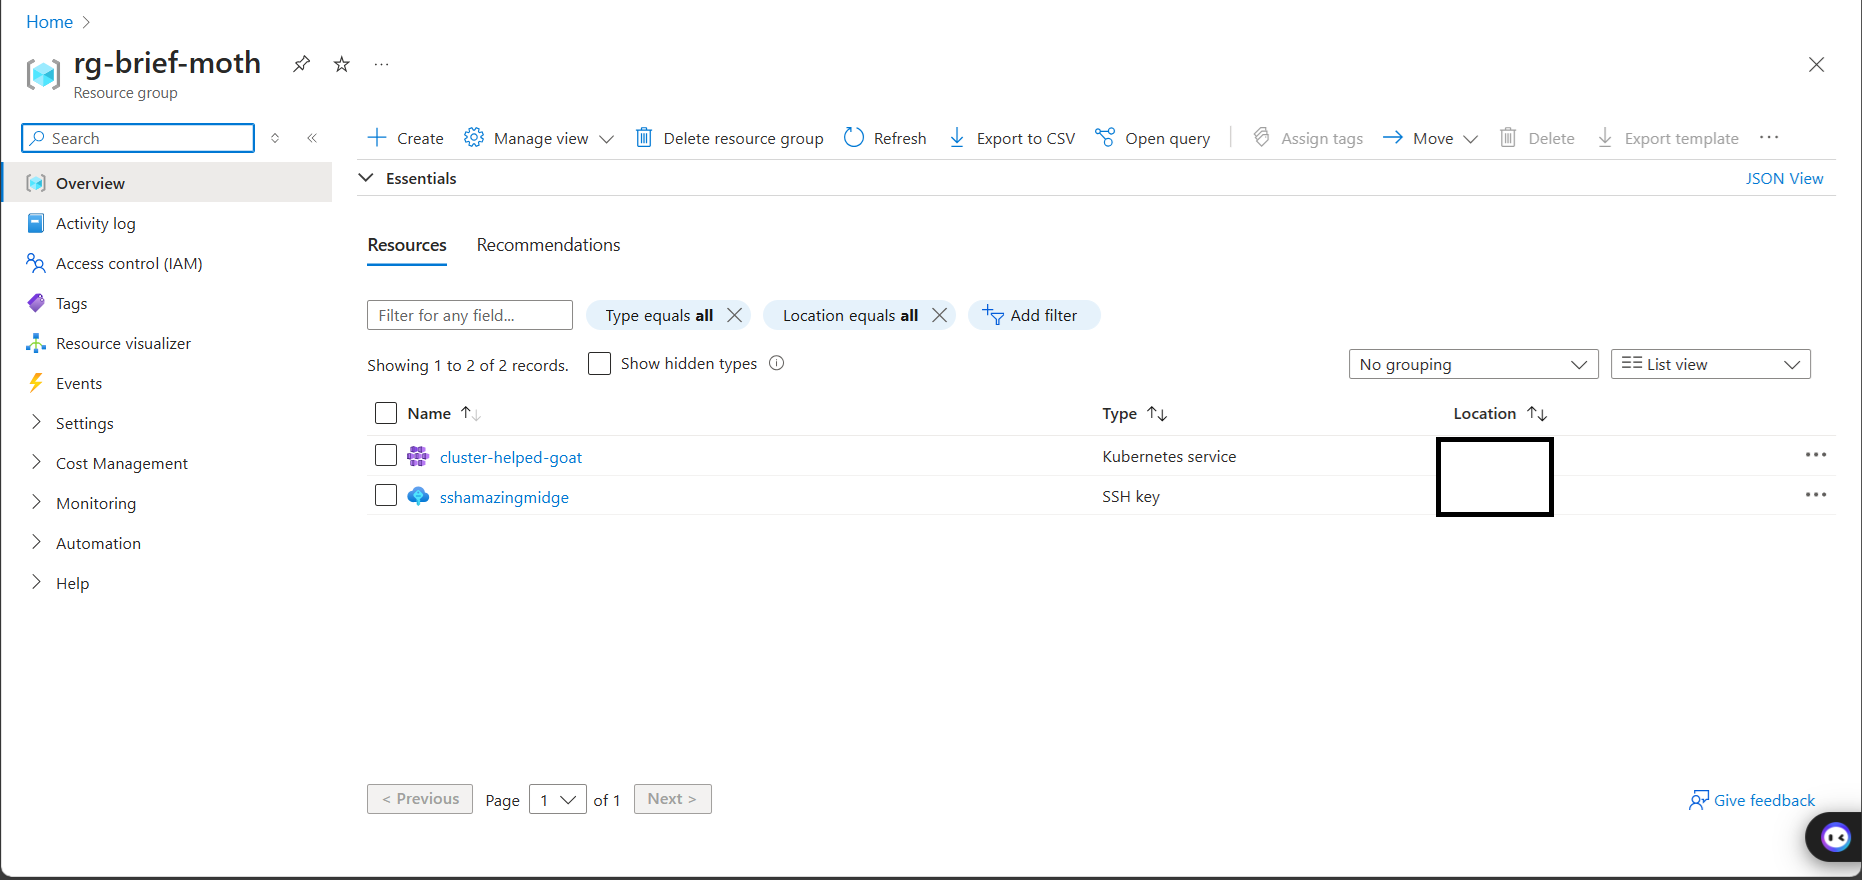 Home
rg-brief-moth
Resource group
Search
Create
Manage view
Delete resource group
Refresh
Export to CSV
Open query
Assign tags
Move
Delete
Export template
Overview
Activity log
Access control (IAM)
Tags
Resource visualizer
Events
Settings
Cost Management
Monitoring
Automation
Help
Essentials
JSON View
Resources Recommendations
Filter for any field...
Type equals all
Location equals all
Add filter
Showing 1 to 2 of 2 records.
Show hidden types
No grouping
List view
Name Type Location
cluster-helped-goat Kubernetes service
sshamazingmidge SSH key
< Previous Page 1 of 1 Next >
Give feedback